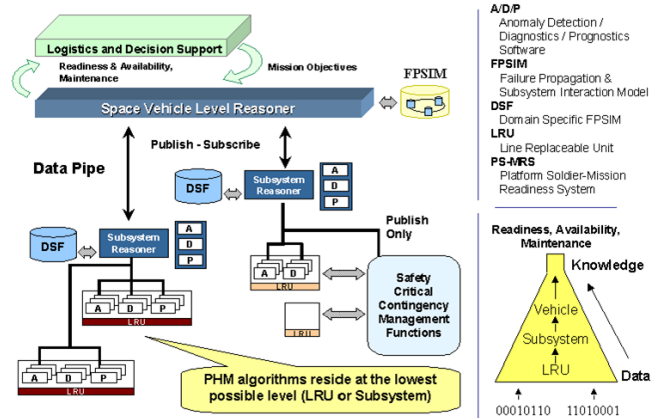 Logistics and Decision Support
Readiness & Availability,
Maintenance
Mission Objectives
FPSIM
Space Vehicle Level Reasoner
Publish - Subscribe
Data Pipe
DSF
Subsystem
Reasoner
A
D
P
DSF
Subsystem
Reasoner
A
D
P
Publish
Only
A
D
LRU
LRU
Safety
Critical
Contingency
Management
Functions
A
D
P
LRU
A
D
P
LRU
PHM algorithms reside at the lowest
possible level (LRU or Subsystem)
A/D/P
Anomaly Detection /
Diagnostics / Prognostics
Software
FPSIM
Failure Propagation &
Subsystem Interaction Model
DSF
Domain Specific FPSIM
LRU
Line Replaceable Unit
PS-MRS
Platform Soldier-Mission
Readiness System
Readiness, Availability,
Maintenance
Knowledge
Vehicle
Subsystem
LRU
Data
00010110 11010001